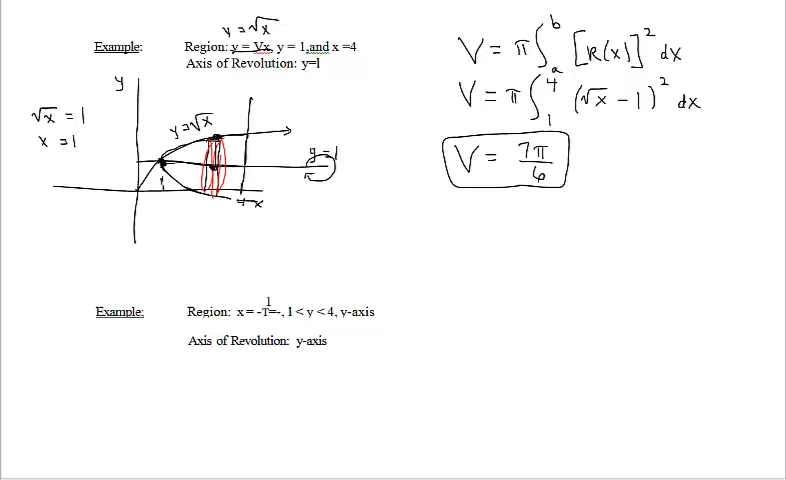 y = √x
Example: Region: y = Vx, y = 1, and x =4
Axis of Revolution: y=1
y
√x = 1
x = 1
y=√x
y = 1
1
4
x
V = π ∫ₐᵇ [R(x)]² dx
V = π ∫₁⁴ (√x - 1)² dx
V = 7π/6
Example: Region: x = -1/T=-, 1 < y < 4, y-axis
Axis of Revolution: y-axis